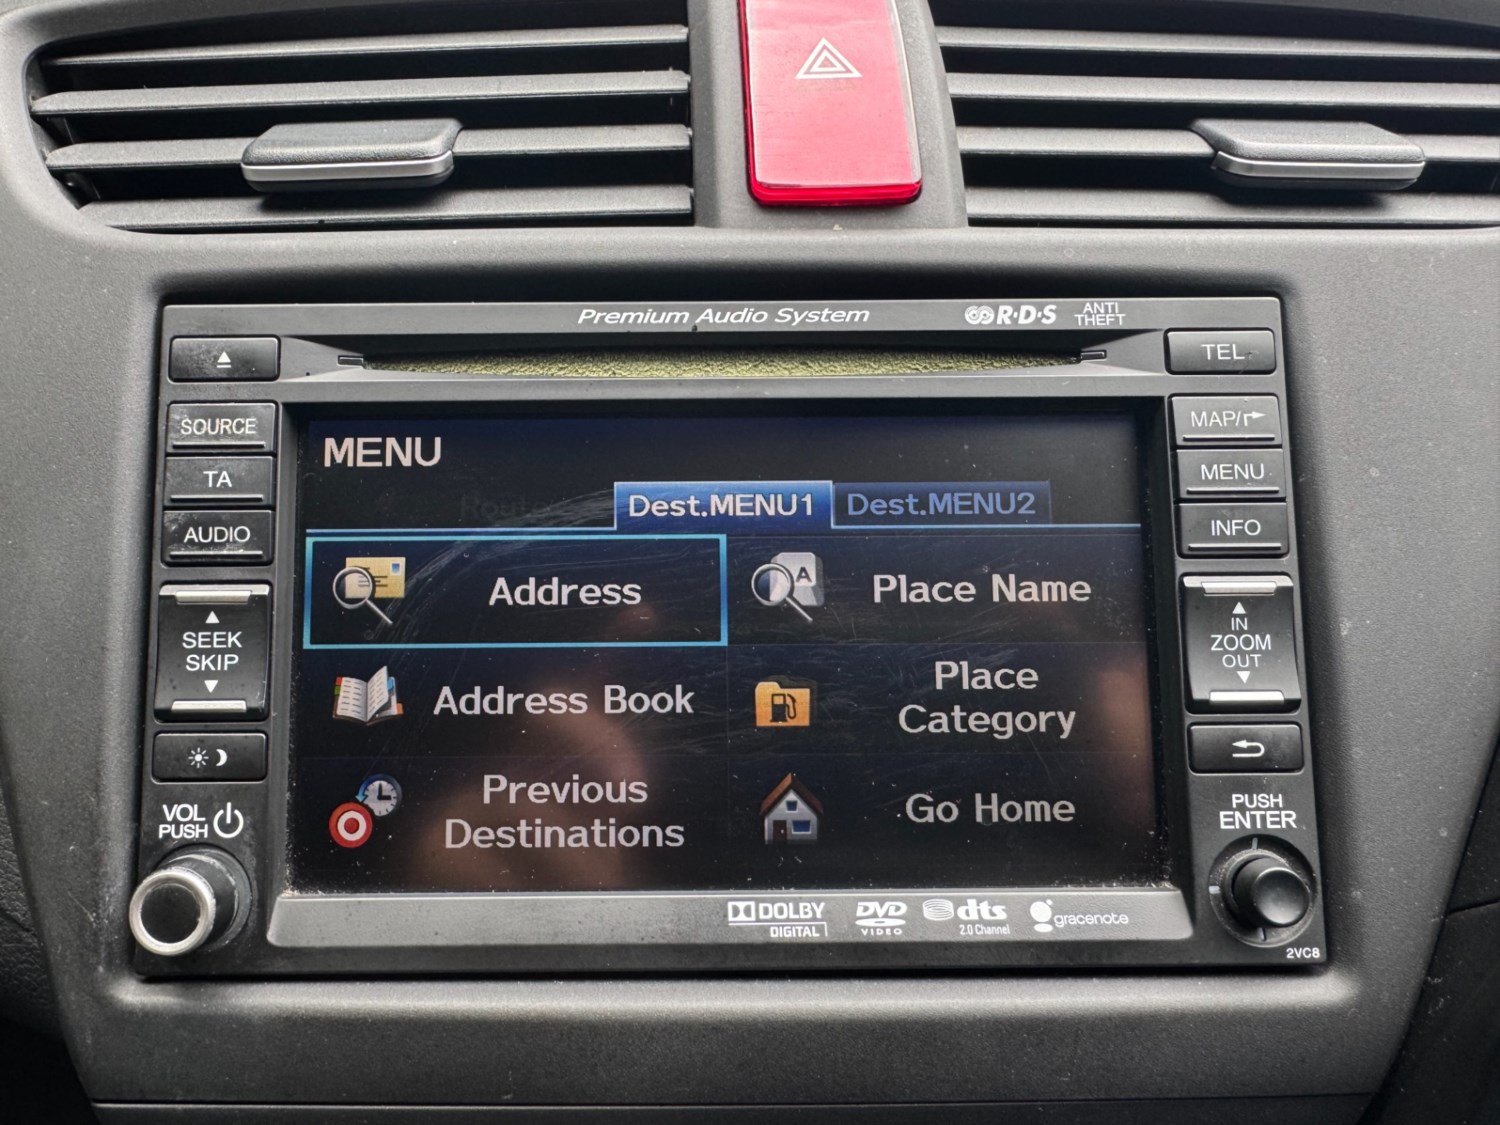 Premium Audio System
R·D·S
ANTI
THEFT
TEL
SOURCE
MAP/
TA
MENU
AUDIO
INFO
MENU
Dest.MENU1
Dest.MENU2
Address
Place Name
Address Book
Place
Category
Previous
Destinations
Go Home
SEEK
SKIP
IN
ZOOM
OUT
VOL
PUSH
PUSH
ENTER
DOLBY
DIGITAL
DVD
VIDEO
dts
2.0 Channel
gracenote
2VC8
A